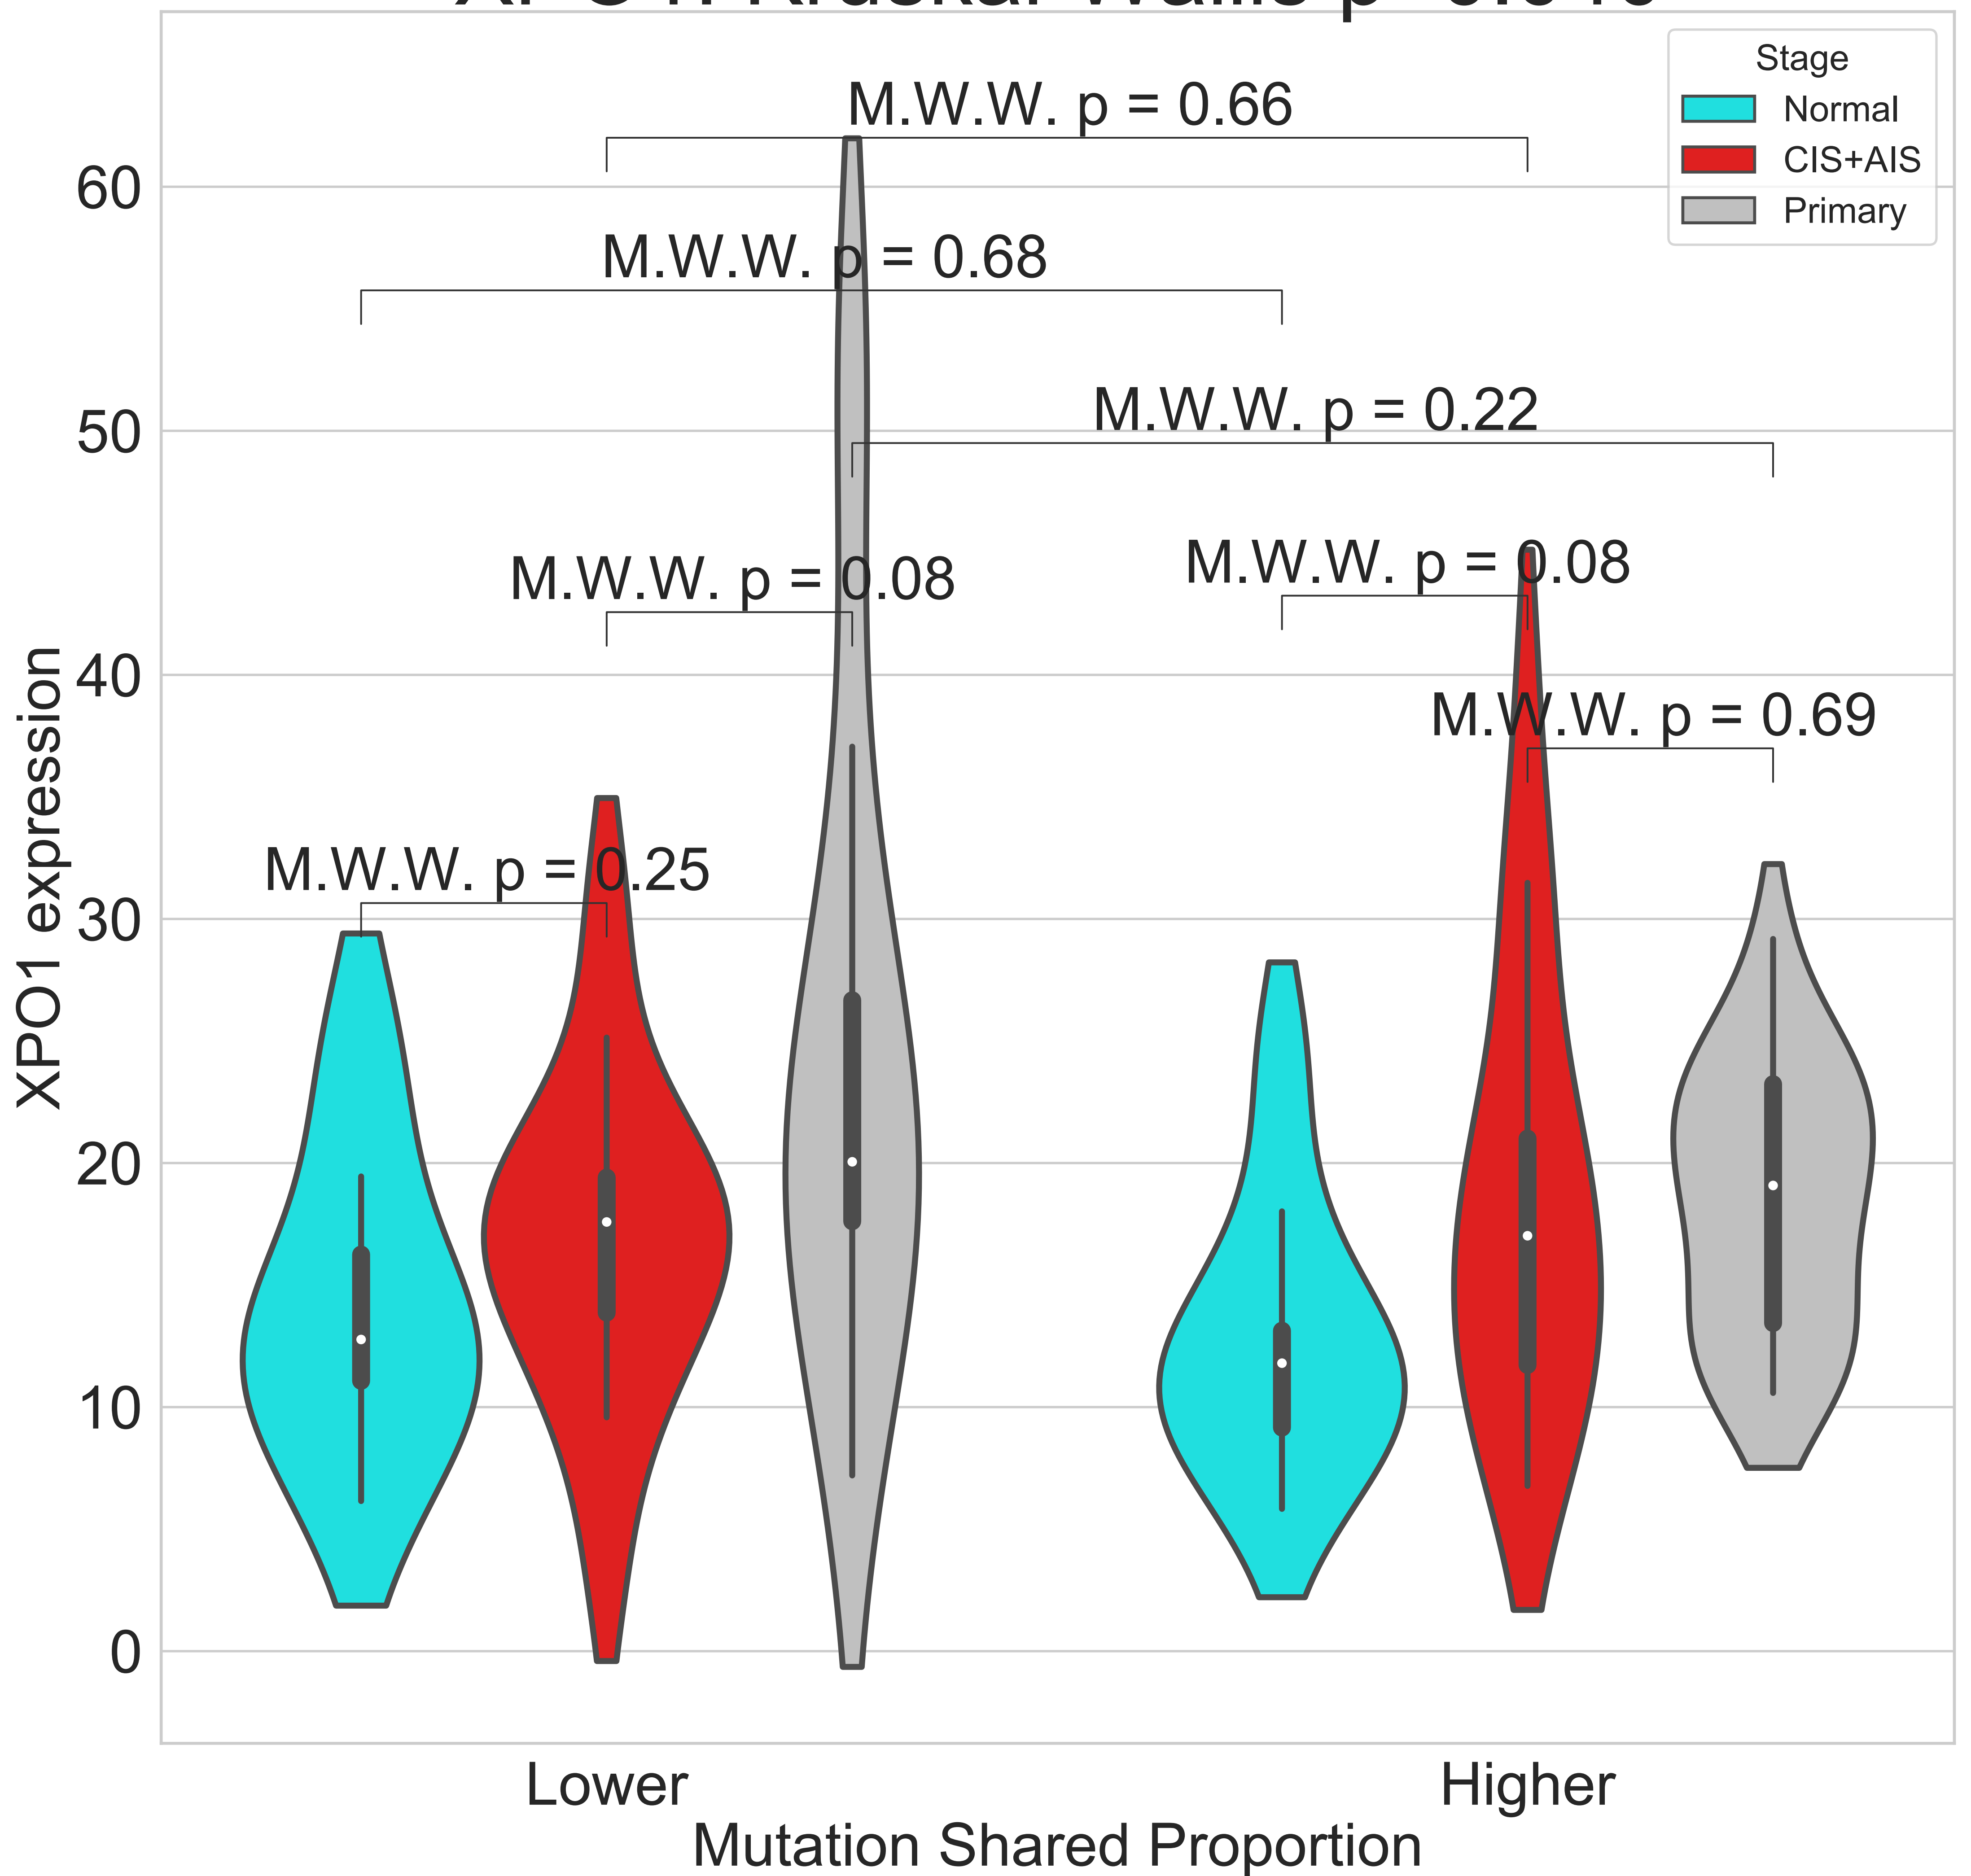 Stage
Normal
CIS+AIS
Primary
M.W.W. p = 0.66
M.W.W. p = 0.68
M.W.W. p = 0.22
M.W.W. p = 0.08
M.W.W. p = 0.08
M.W.W. p = 0.69
M.W.W. p = 0.25
XPO1 expression
60
50
40
30
20
10
0
Lower
Higher
Mutation Shared Proportion